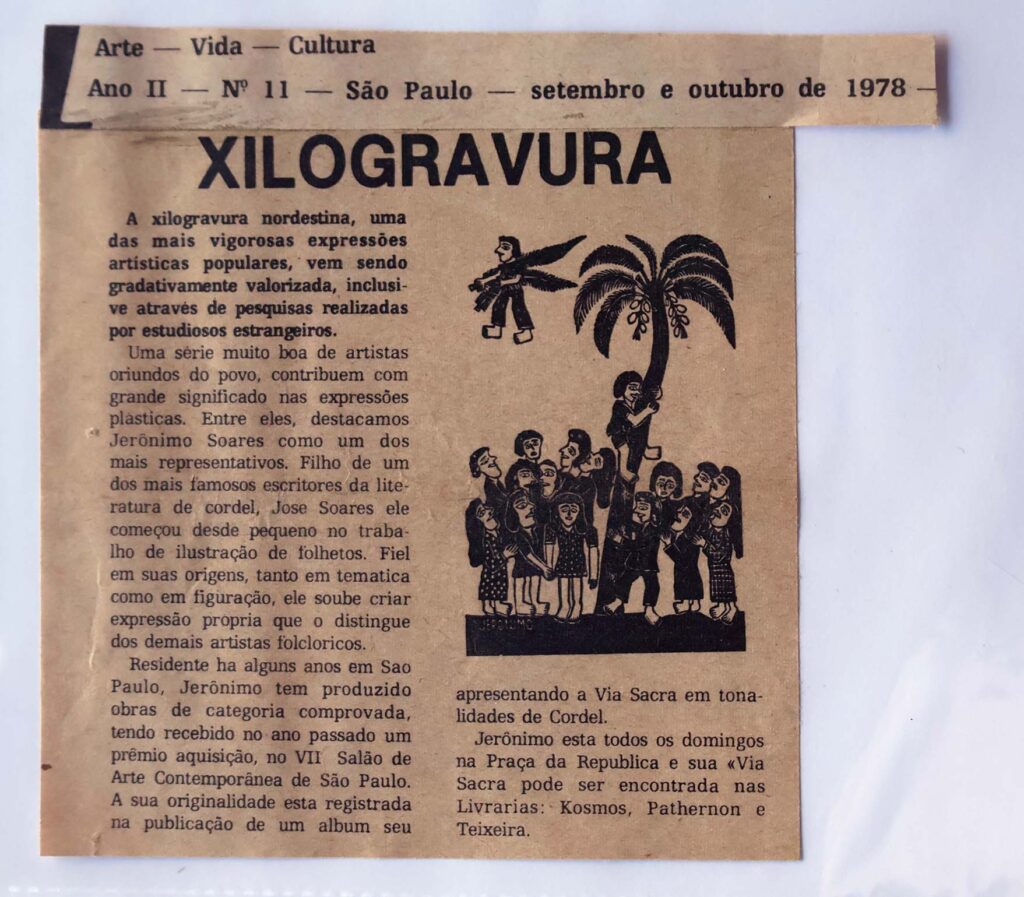 Arte — Vida — Cultura
Ano II — Nº 11 — São Paulo — setembro e outubro de 1978 —
XILOGRAVURA
A xilogravura nordestina, uma
das mais vigorosas expressões
artísticas populares, vem sendo
gradativamente valorizada, inclusi-
ve através de pesquisas realizadas
por estudiosos estrangeiros.
Uma série muito boa de artistas
oriundos do povo, contribuem com
grande significado nas expressões
plasticas. Entre eles, destacamos
Jerônimo Soares como um dos
mais representativos. Filho de um
dos mais famosos escritores da lite-
ratura de cordel, Jose Soares ele
começou desde pequeno no traba-
lho de ilustração de folhetos. Fiel
em suas origens, tanto em tematica
como em figuração, ele soube criar
expressão propria que o distingue
dos demais artistas folcloricos.
Residente ha alguns anos em Sao
Paulo, Jerônimo tem produzido
obras de categoria comprovada,
tendo recebido no ano passado um
prêmio aquisição, no VII Salão de
Arte Contemporânea de São Paulo.
A sua originalidade esta registrada
na publicação de um album seu
JERONIMO
apresentando a Via Sacra em tona-
lidades de Cordel.
Jerônimo esta todos os domingos
na Praça da Republica e sua «Via
Sacra pode ser encontrada nas
Livrarias: Kosmos, Pathernon e
Teixeira.